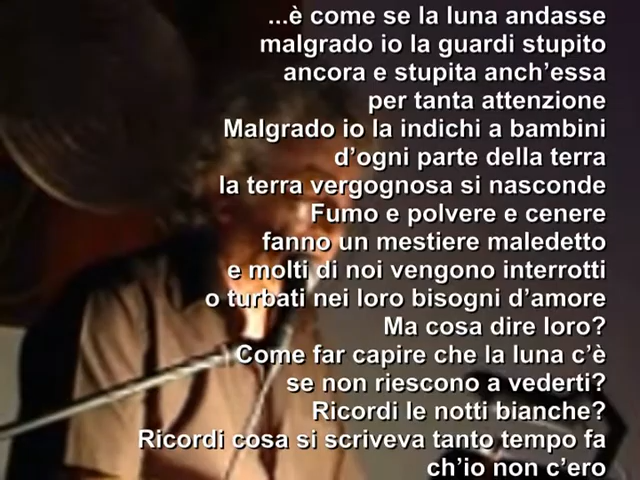 ...è come se la luna andasse
malgrado io la guardi stupito
ancora e stupita anch’essa
per tanta attenzione
Malgrado io la indichi a bambini
d’ogni parte della terra
la terra vergognosa si nasconde
Fumo e polvere e cenere
fanno un mestiere maledetto
e molti di noi vengono interrotti
o turbati nei loro bisogni d’amore
Ma cosa dire loro?
Come far capire che la luna c’è
se non riescono a vederti?
Ricordi le notti bianche?
Ricordi cosa si scriveva tanto tempo fa
ch’io non c’ero